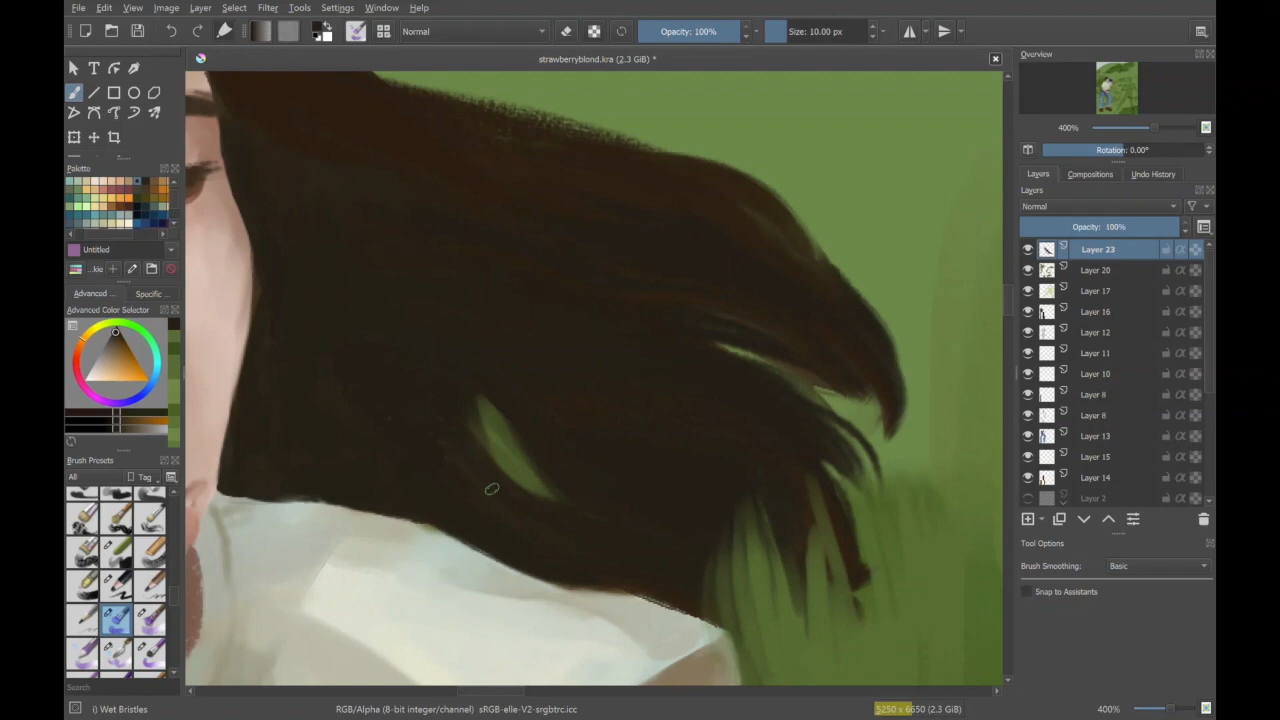 File Edit View Image Layer Select Filter Tools Settings Window Help
Normal Opacity: 100% Size: 10.00 px
strawberryblond.kra (2.3 GiB) *
Overview
400%
Rotation: 0.00°
Palette
Untitled
...kie
Advanced ... Specific ...
Advanced Color Selector
Layers Compositions Undo History
Layers
Normal
Opacity: 100%
Layer 23
Layer 20
Layer 17
Layer 16
Layer 12
Layer 11
Layer 10
Layer 8
Layer 8
Layer 13
Layer 15
Layer 14
Layer 2
Brush Presets
All Tag
Tool Options
Brush Smoothing: Basic
Snap to Assistants
Search
i) Wet Bristles RGB/Alpha (8-bit integer/channel) sRGB-elle-V2-srgbtrc.icc 5250 x 6650 (2.3 GiB) 400%